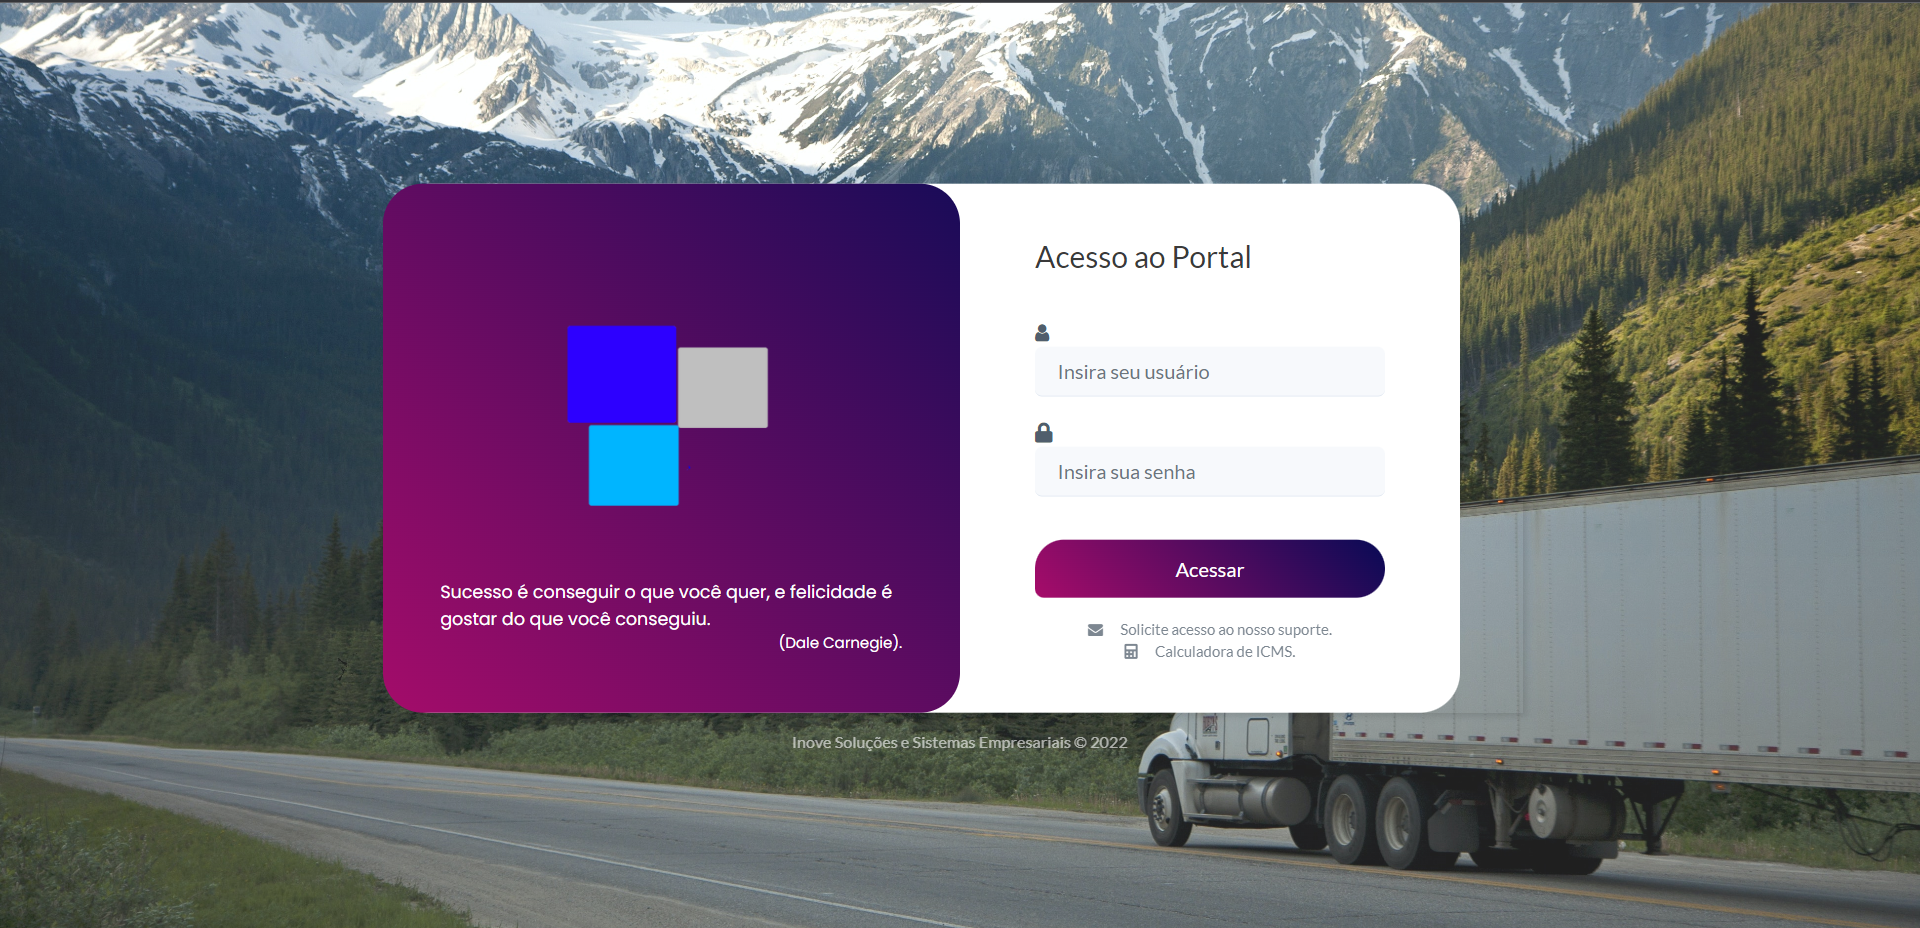 Acesso ao Portal
Insira seu usuário
Insira sua senha
Acessar
Solicite acesso ao nosso suporte.
Calculadora de ICMS.
Sucesso é conseguir o que você quer, e felicidade é
gostar do que você conseguiu.
(Dale Carnegie).
Inove Soluções e Sistemas Empresariais © 2022